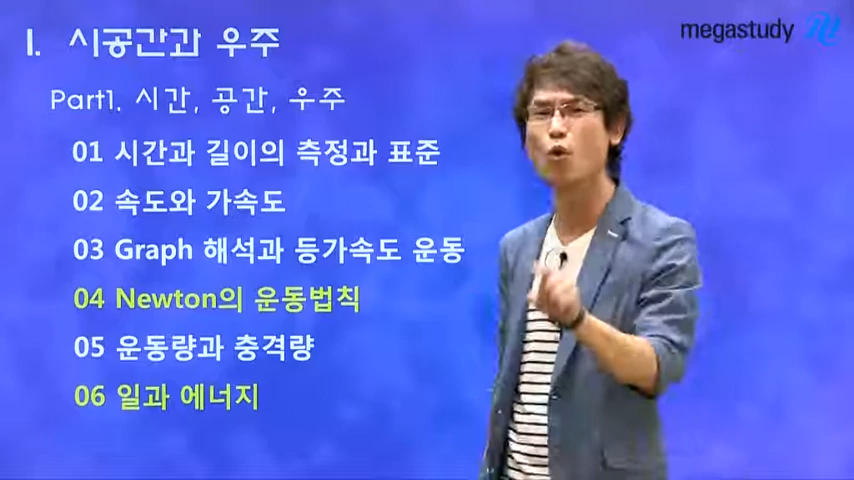 I. 시공간과 우주
megastudy
Part1. 시간, 공간, 우주
01 시간과 길이의 측정과 표준
02 속도와 가속도
03 Graph 해석과 등가속도 운동
04 Newton의 운동법칙
05 운동량과 충격량
06 일과 에너지